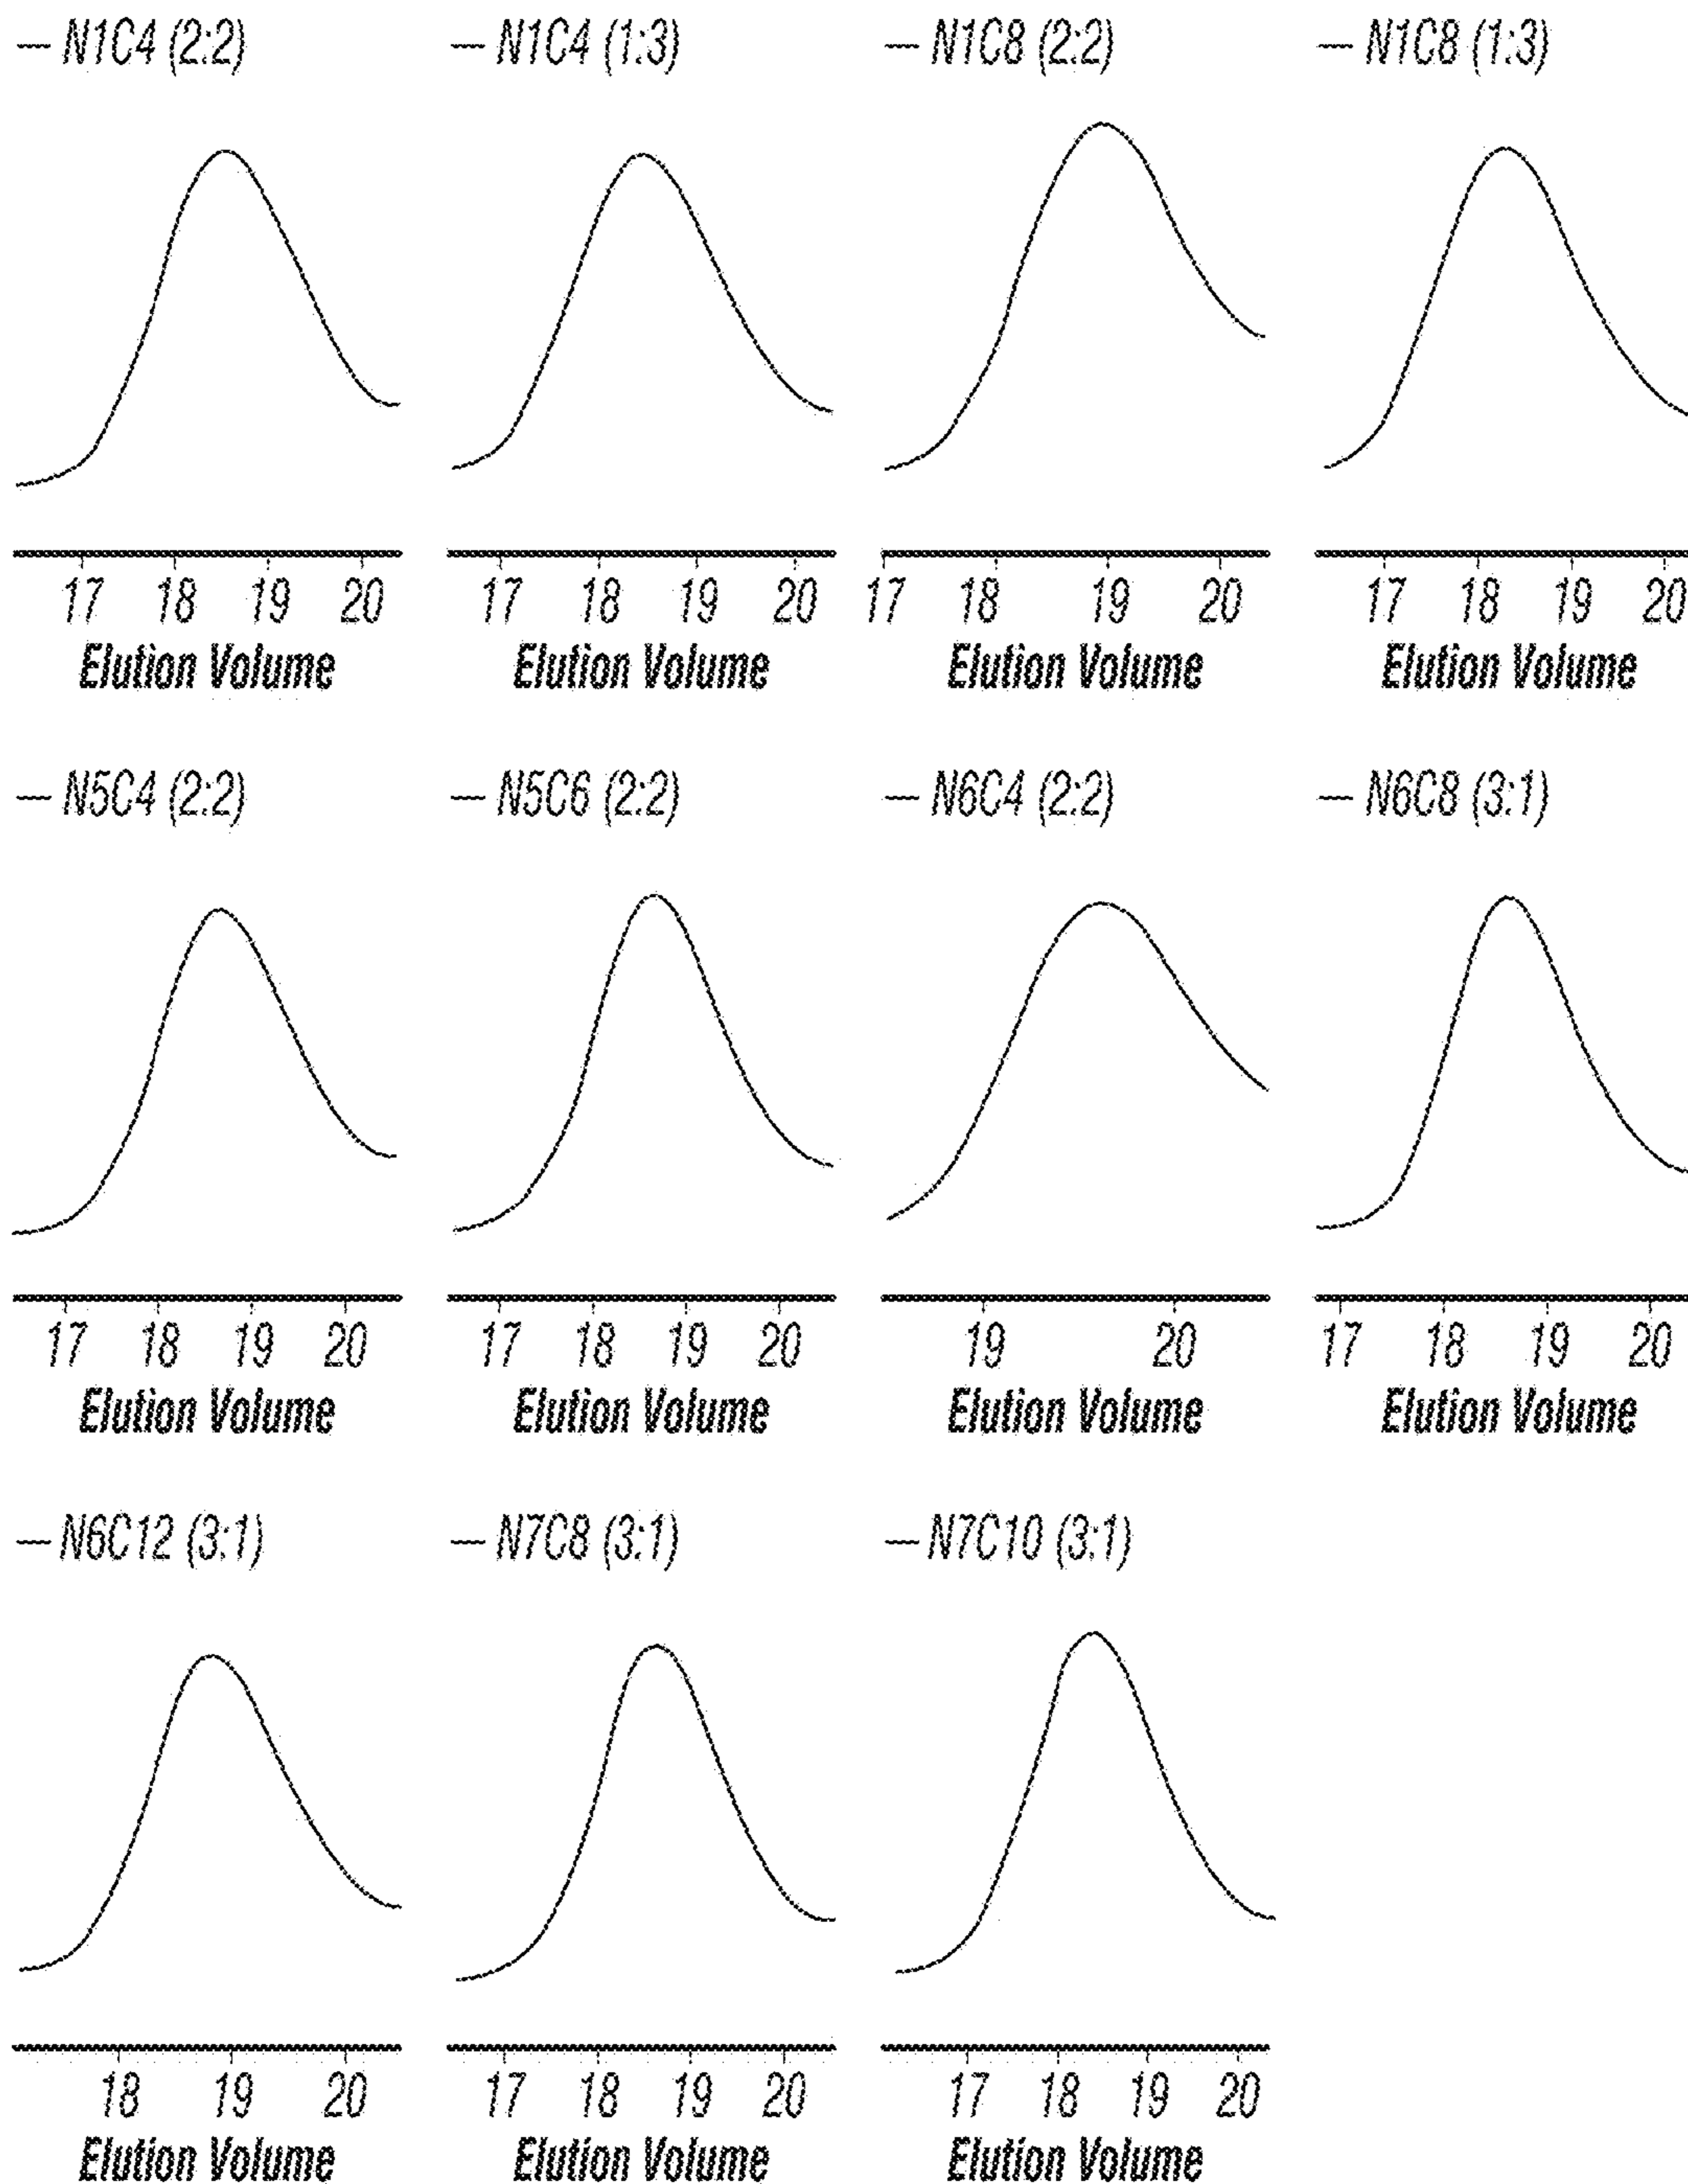 — N1C4 (2:2) — N1C4 (1:3) — N1C8 (2:2) — N1C8 (1:3)
17 18 19 20 17 18 19 20 17 18 19 20 17 18 19 20
Elution Volume Elution Volume Elution Volume Elution Volume
— N5C4 (2:2) — N5C6 (2:2) — N6C4 (2:2) — N6C8 (3:1)
17 18 19 20 17 18 19 20 19 20 17 18 19 20
Elution Volume Elution Volume Elution Volume Elution Volume
— N6C12 (3:1) — N7C8 (3:1) — N7C10 (3:1)
18 19 20 17 18 19 20 17 18 19 20
Elution Volume Elution Volume Elution Volume